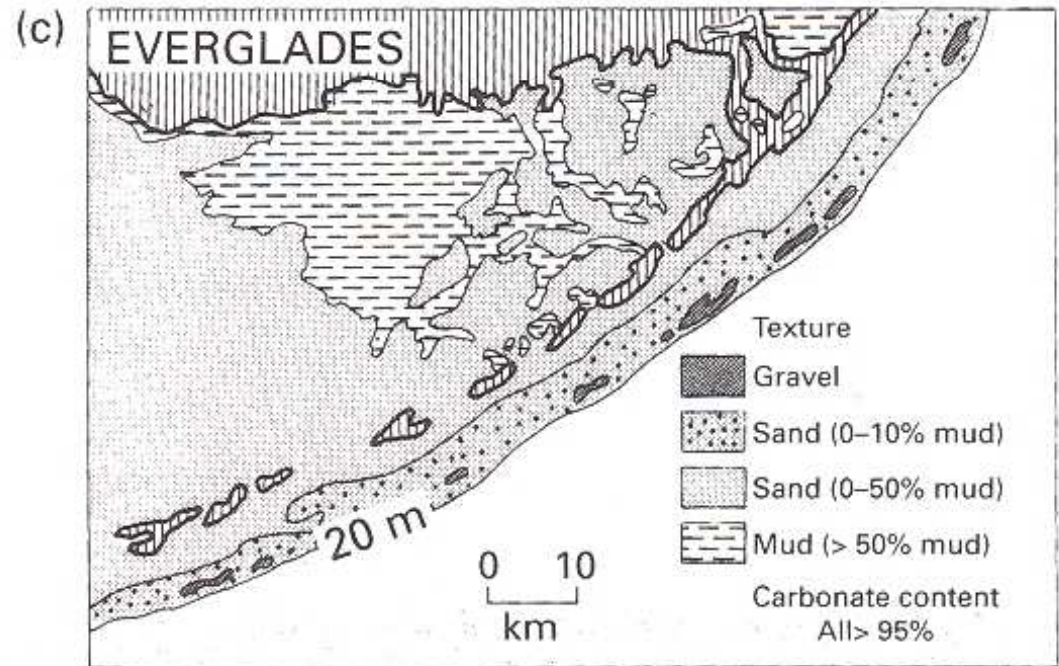 (c)
EVERGLADES
Texture
Gravel
Sand (0–10% mud)
Sand (0–50% mud)
Mud (> 50% mud)
20 m
0 10
km
Carbonate content
All> 95%